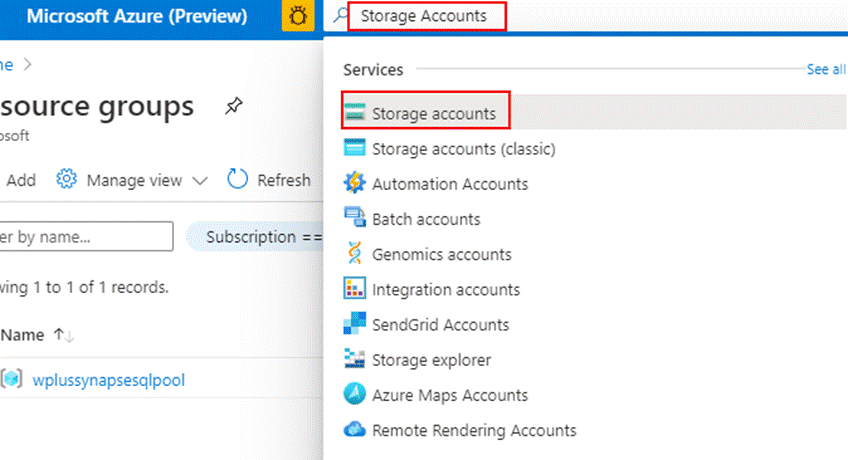 Microsoft Azure (Preview)
Storage Accounts
ne
source groups
osoft
Add
Manage view
Refresh
er by name...
Subscription ==
wing 1 to 1 of 1 records.
Name
wplussynapsesqlpool
Services
See all
Storage accounts
Storage accounts (classic)
Automation Accounts
Batch accounts
Genomics accounts
Integration accounts
SendGrid Accounts
Storage explorer
Azure Maps Accounts
Remote Rendering Accounts